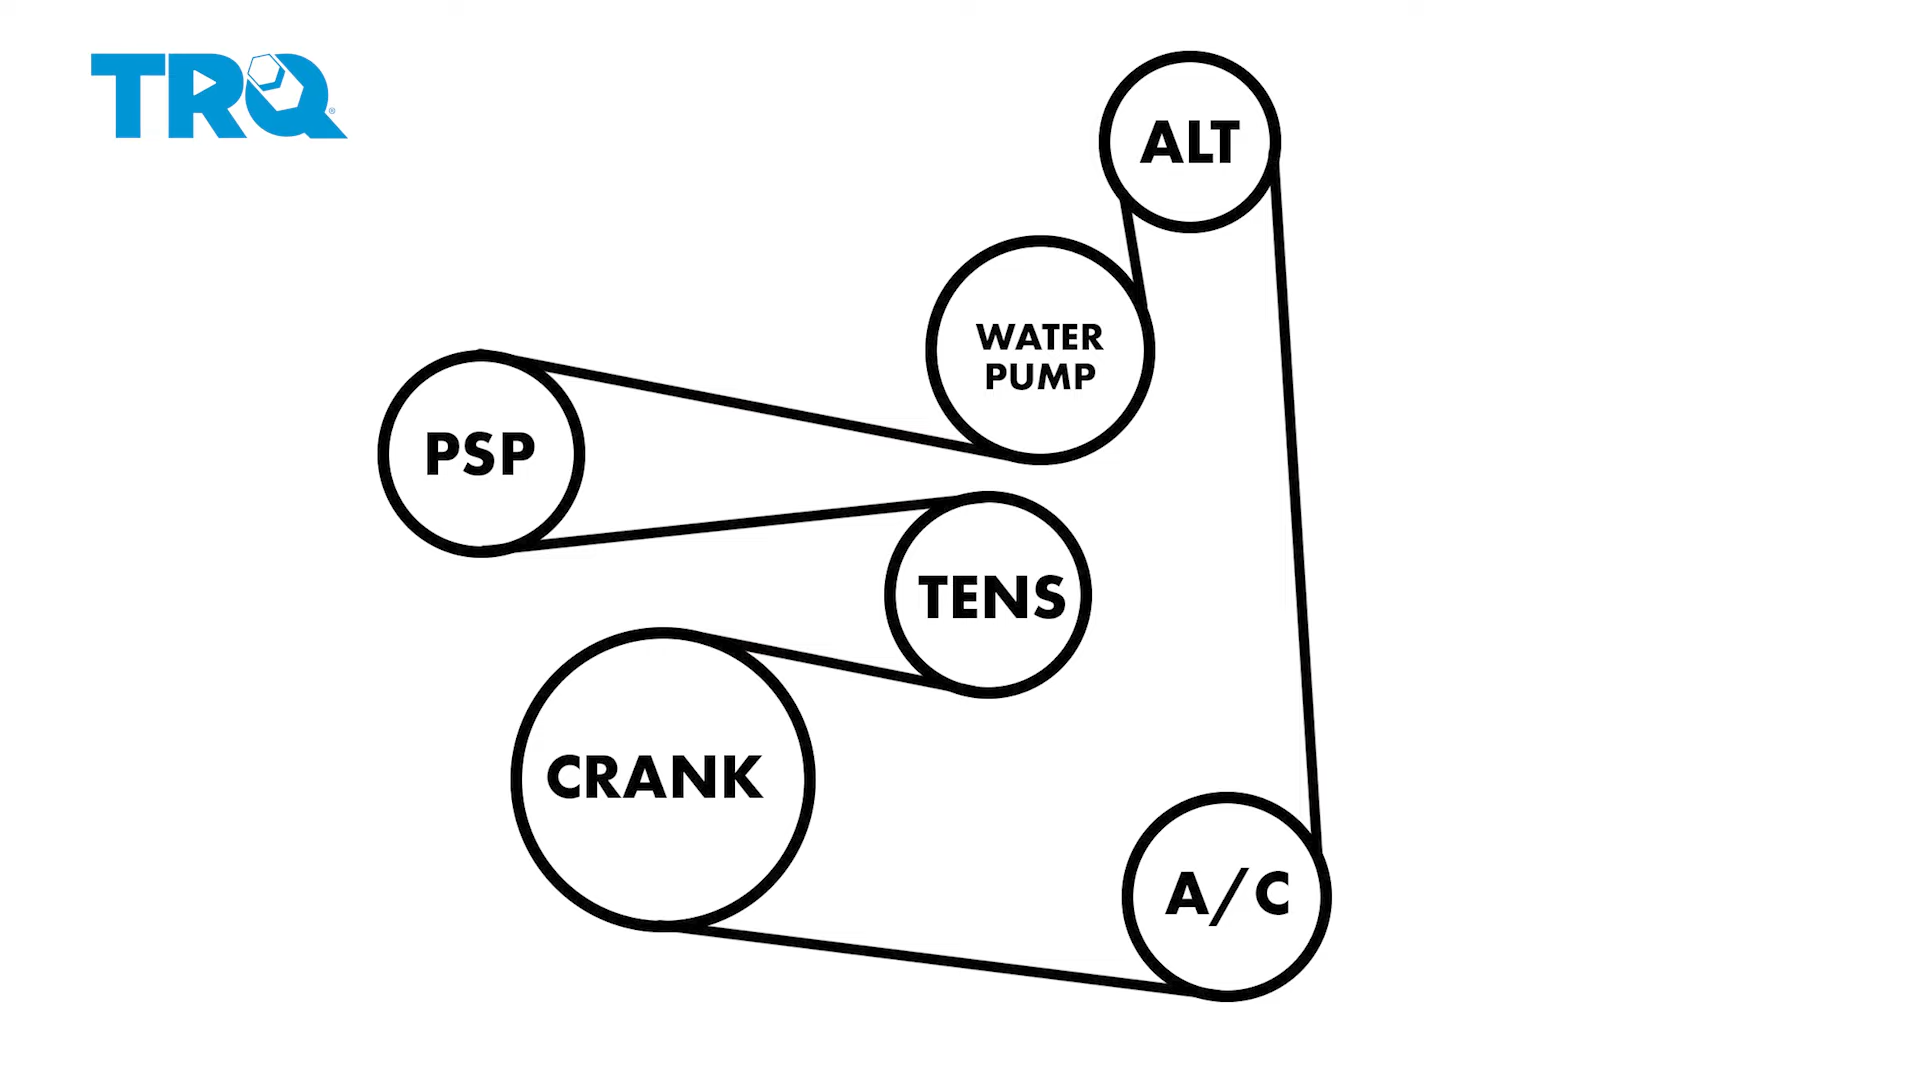 TRQ®
ALT
WATER
PUMP
PSP
TENS
CRANK
A/C